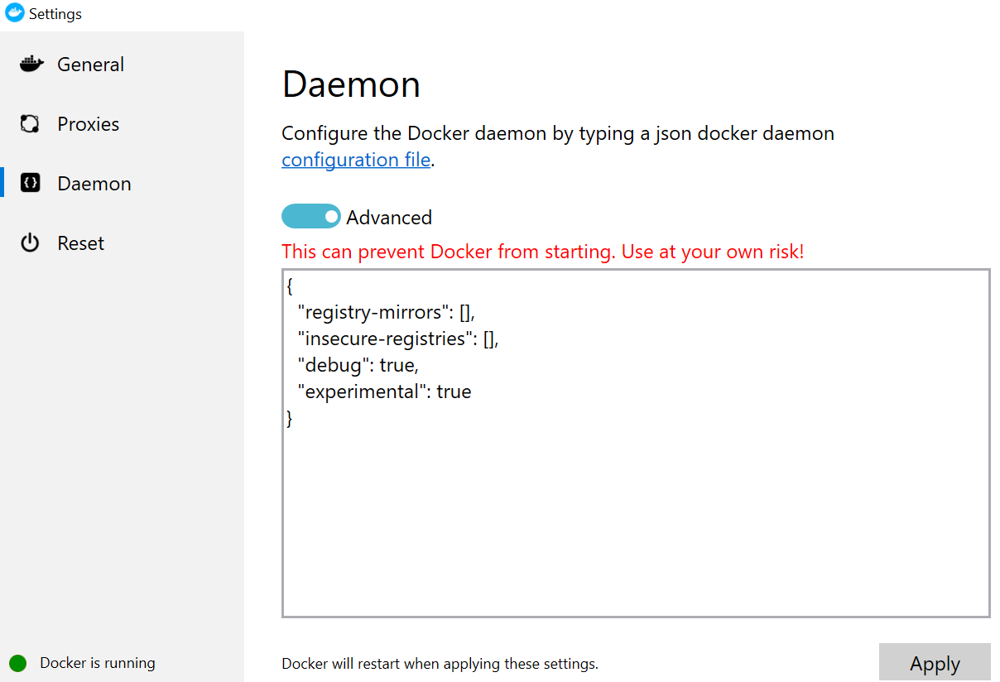 Settings
General
Proxies
Daemon
Reset
Docker is running
Daemon
Configure the Docker daemon by typing a json docker daemon
configuration file.
Advanced
This can prevent Docker from starting. Use at your own risk!
{
"registry-mirrors": [],
"insecure-registries": [],
"debug": true,
"experimental": true
}
Docker will restart when applying these settings.
Apply